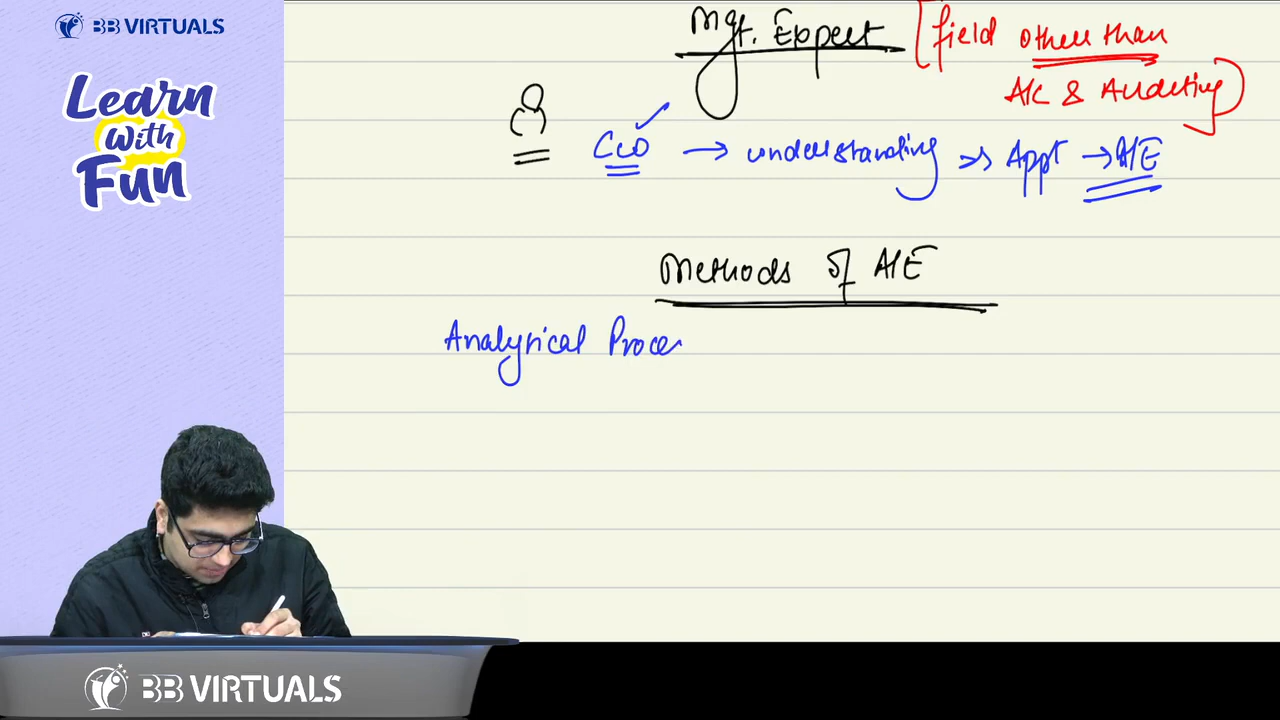 BB VIRTUALS
Learn
With
Fun
Mgt. Expert [field other than
A/c & Auditing)
CEO ✓ → understanding ⇒ Appt → A/E
Methods of A/E
Analytical Proce
BB VIRTUALS